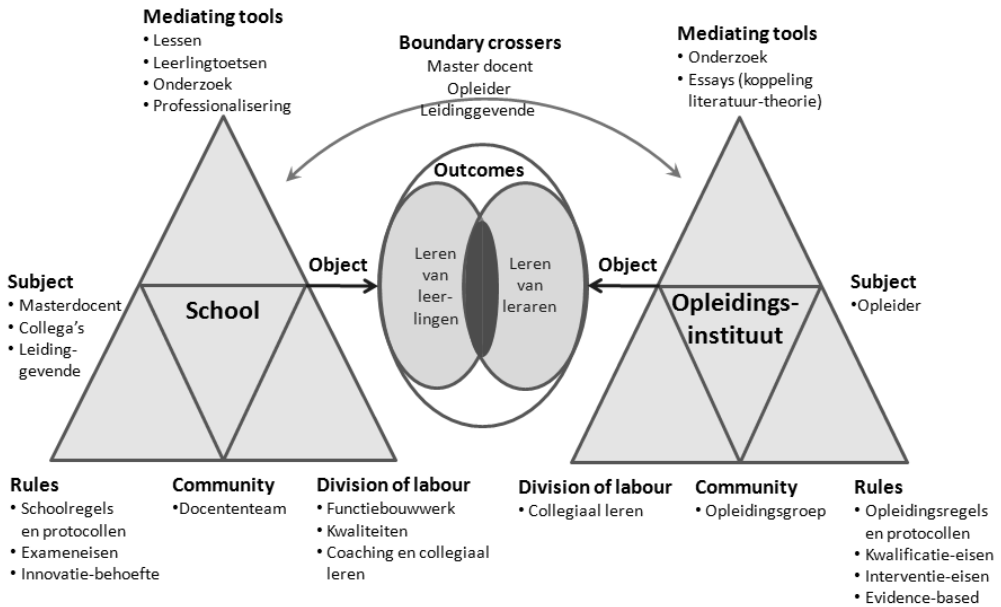 Mediating tools
• Lessen
• Leerlingtoetsen
• Onderzoek
• Professionalisering
Boundary crossers
Master docent
Opleider
Leidinggevende
Mediating tools
• Onderzoek
• Essays (koppeling
literatuur-theorie)
Outcomes
Subject
• Masterdocent
• Collega's
• Leiding-
gevende
School
Object
Leren
van
leer-
lingen
Leren
van
leraren
Object
Opleidings-
instituut
Subject
•Opleider
Rules
• Schoolregels
en protocollen
• Exameneisen
• Innovatie-behoefte
Community
•Docententeam
Division of labour
• Functiebouwwerk
• Kwaliteiten
• Coaching en collegiaal
leren
Division of labour
• Collegiaal leren
Community
• Opleidingsgroep
Rules
• Opleidingsregels
en protocollen
• Kwalificatie-eisen
• Interventie-eisen
• Evidence-based